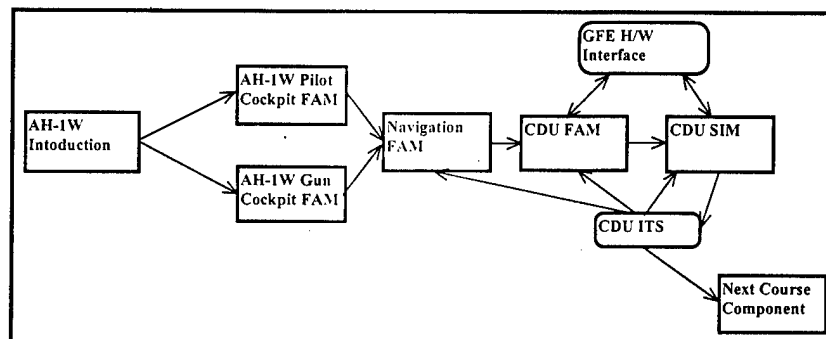 GFE H/W
Interface
AH-1W Pilot
Cockpit FAM
AH-1W
Intoduction
Navigation
FAM
CDU FAM
CDU SIM
AH-1W Gun
Cockpit FAM
CDU ITS
Next Course
Component